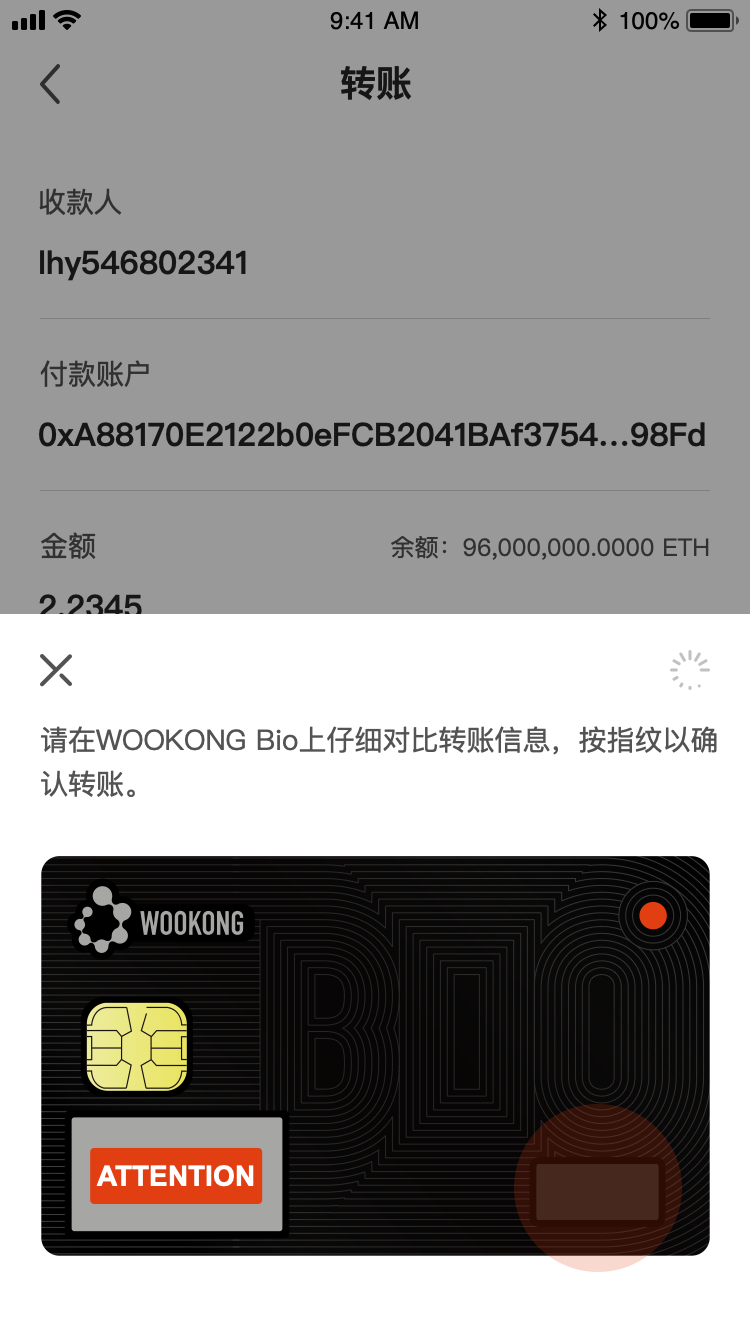 9:41 AM
100%
转账
收款人
lhy546802341
付款账户
0xA88170E2122b0eFCB2041BAf3754...98Fd
金额
余额：96,000,000.0000 ETH
2.2345
请在WOOKONG Bio上仔细对比转账信息，按指纹以确
认转账。
WOOKONG
BIO
ATTENTION